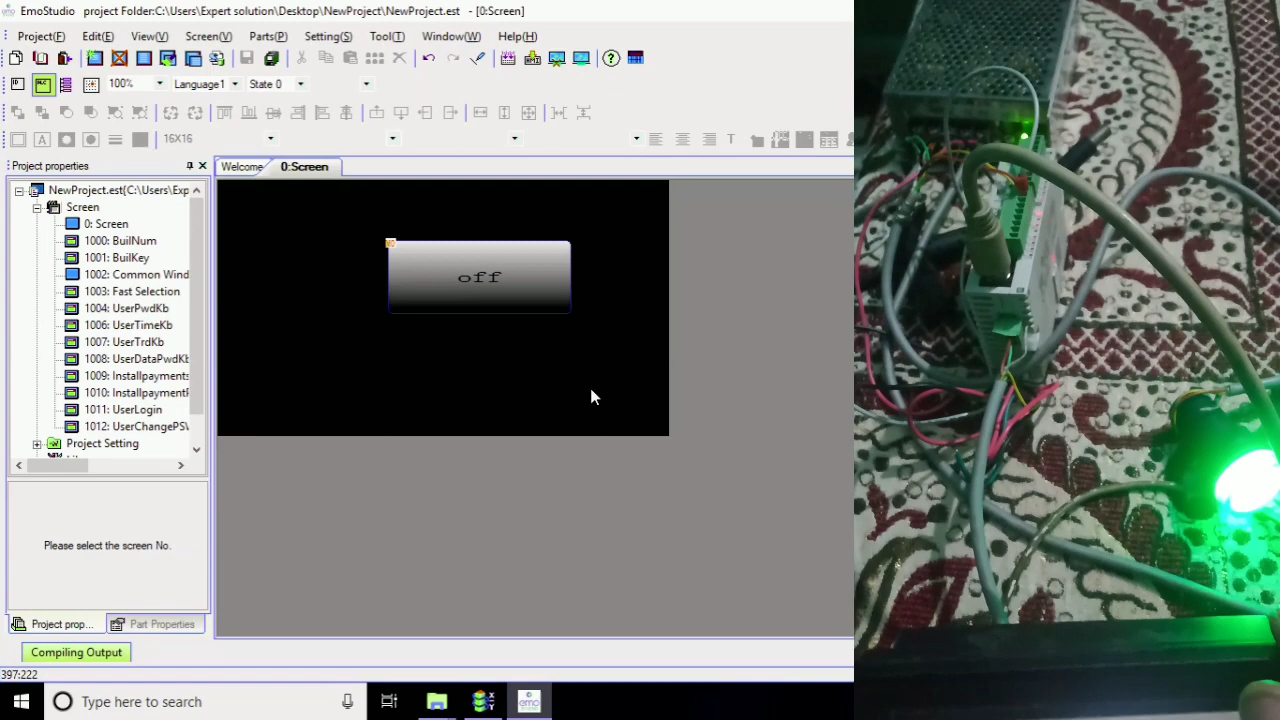 EmoStudio project Folder:C:\Users\Expert solution\Desktop\NewProject\NewProject.est - [0:Screen]
Project(F) Edit(E) View(V) Screen(V) Parts(P) Setting(S) Tool(T) Window(W) Help(H)
100% Language1 State 0
16X16
Project properties
Welcome 0:Screen
NewProject.est[C:\Users\Exp
Screen
0: Screen
1000: BuilNum
1001: BuilKey
1002: Common Wind
1003: Fast Selection
1004: UserPwdKb
1006: UserTimeKb
1007: UserTrdKb
1008: UserDataPwdKb
1009: Installpayments
1010: Installpayment
1011: UserLogin
1012: UserChangePS
Project Setting
off
Please select the screen No.
Project prop... Part Properties
Compiling Output
397:222
Type here to search
emo